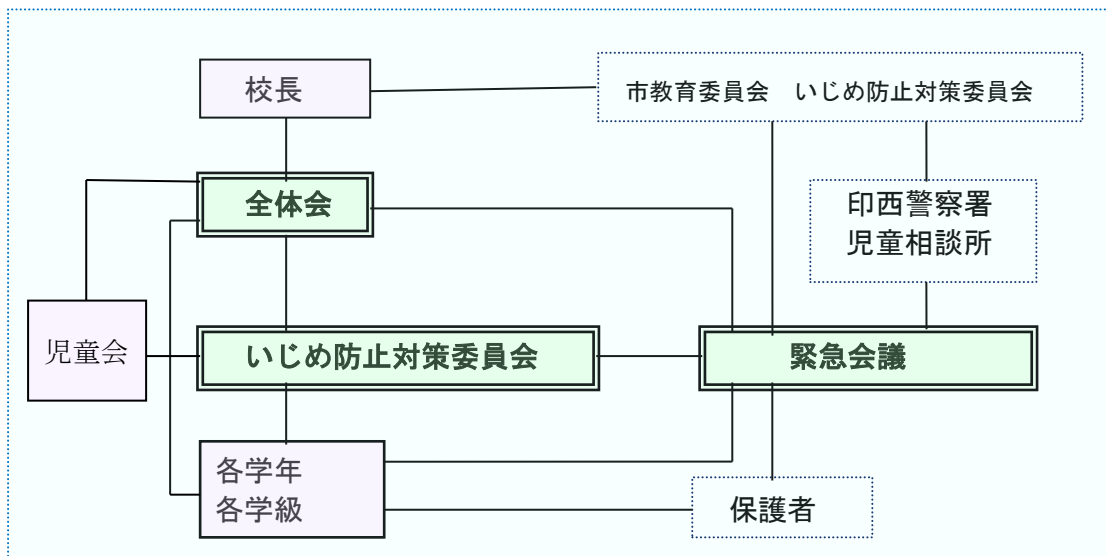 校長
市教育委員会　いじめ防止対策委員会
全体会
印西警察署
児童相談所
児童会
いじめ防止対策委員会
緊急会議
各学年
各学級
保護者